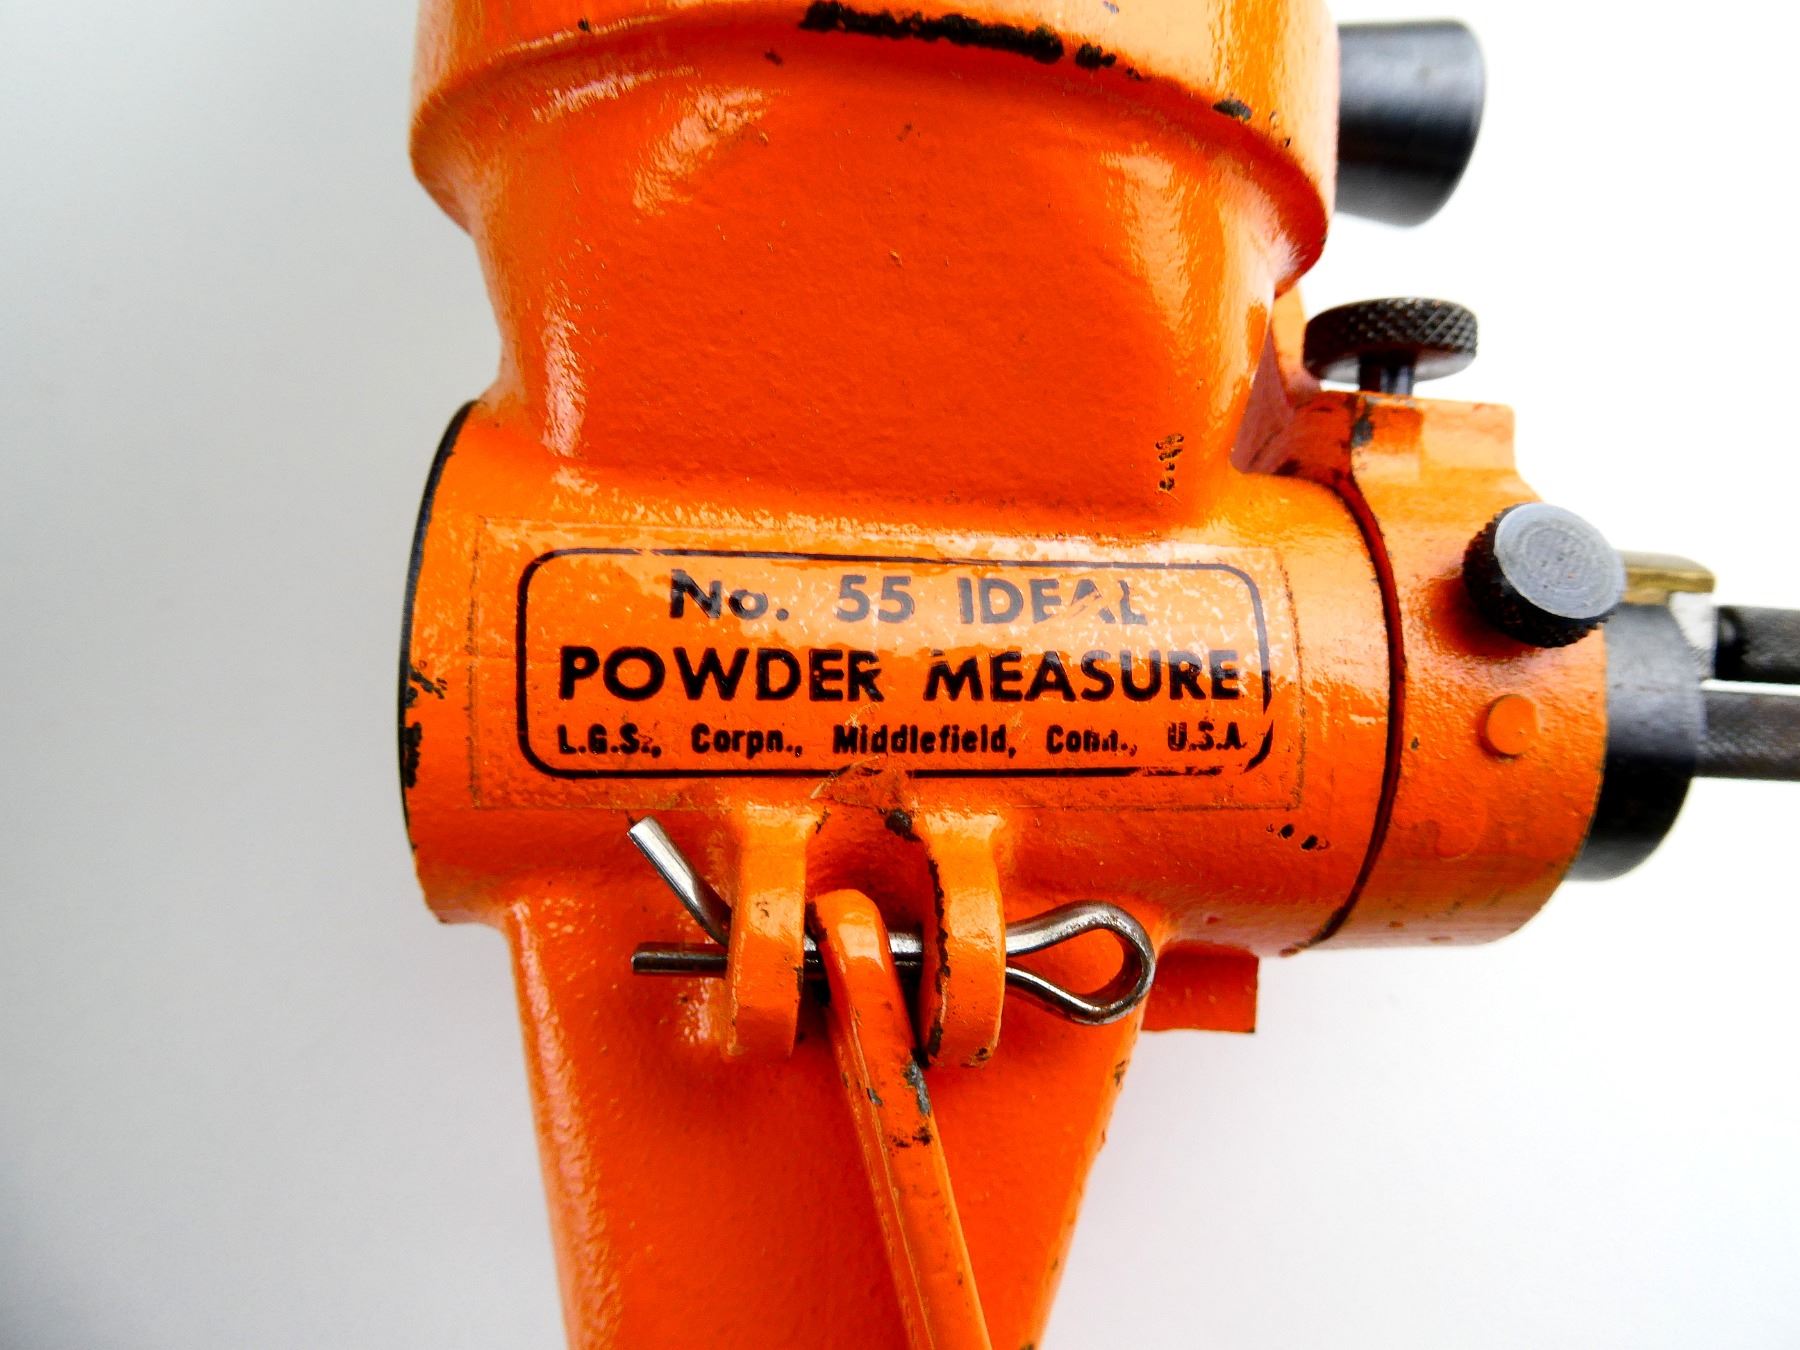 No. 55 IDEAL
POWDER MEASURE
L.G.S., Corpn., Middlefield, Conn., U.S.A.